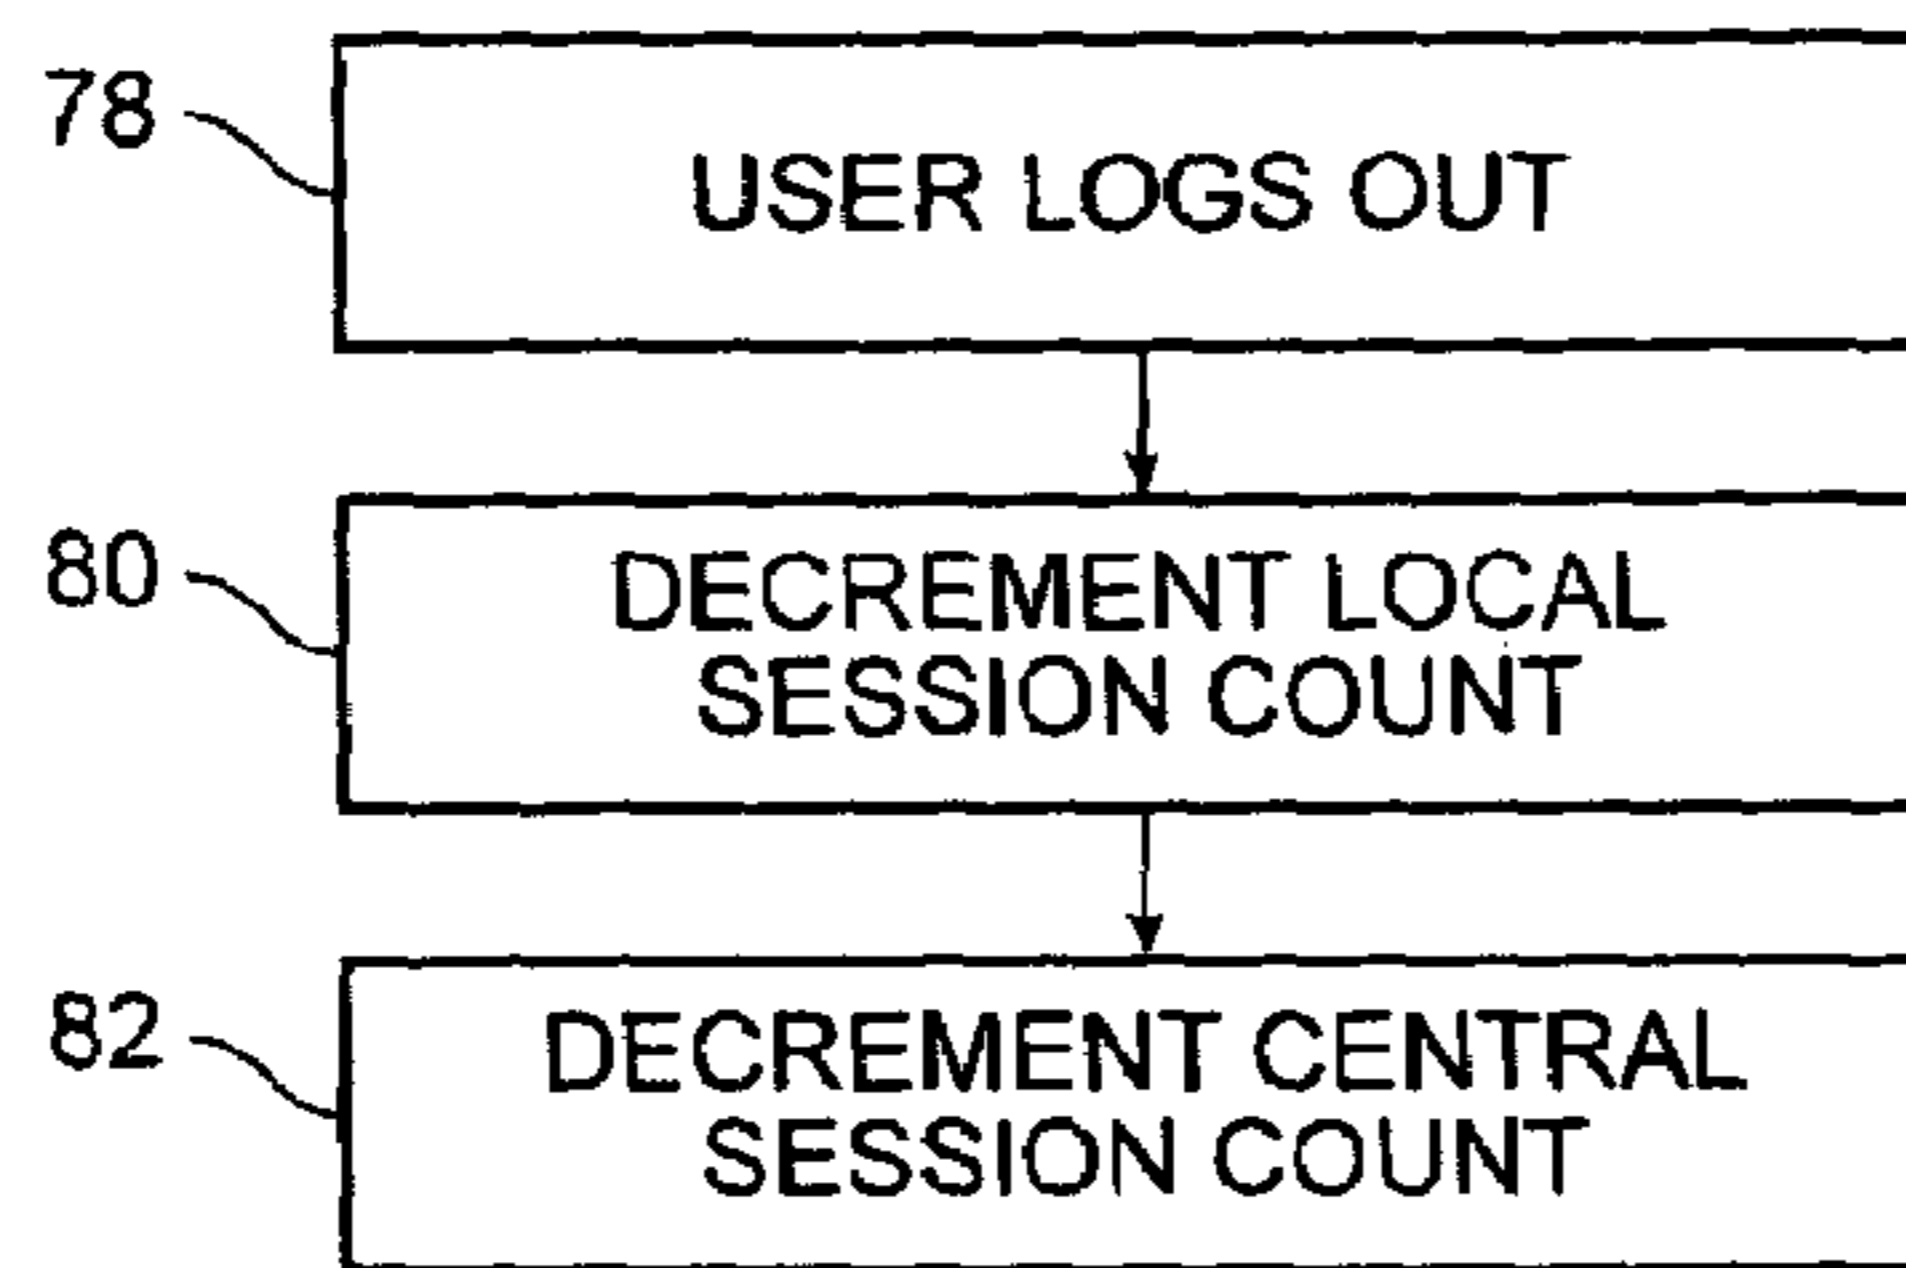 78
USER LOGS OUT
80
DECREMENT LOCAL
SESSION COUNT
82
DECREMENT CENTRAL
SESSION COUNT